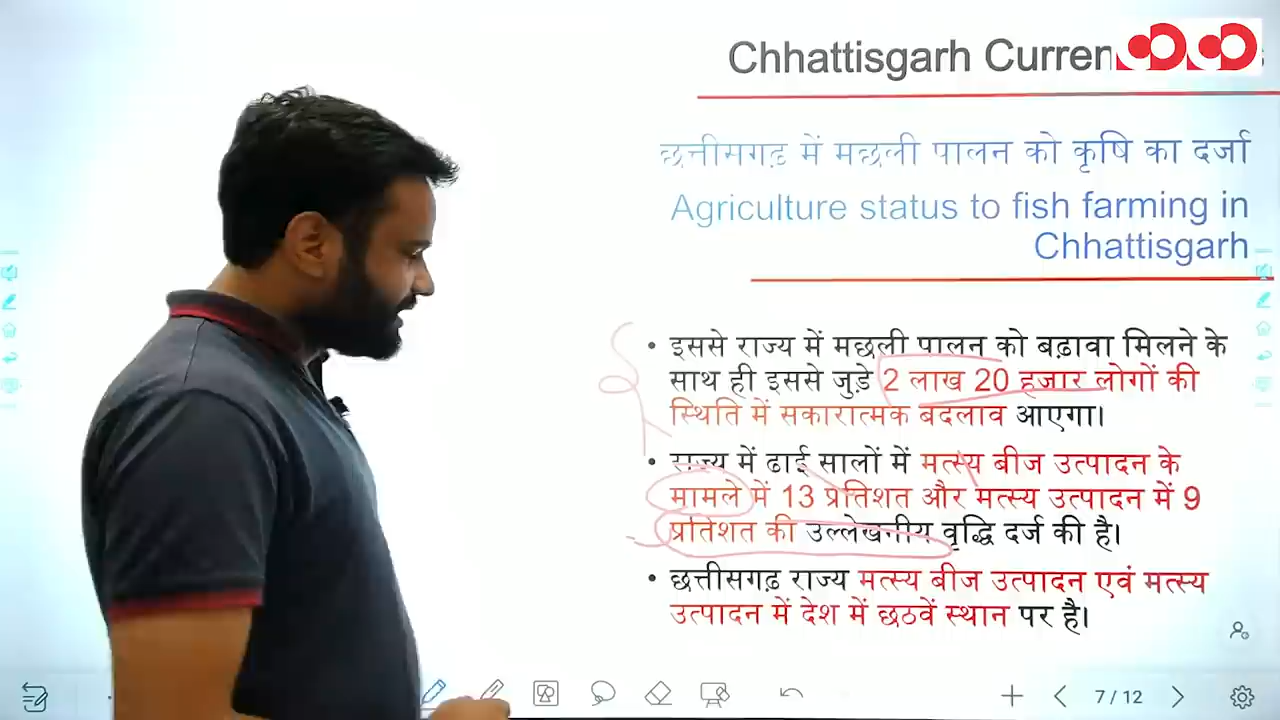 Chhattisgarh Curren
छत्तीसगढ़ में मछली पालन को कृषि का दर्जा
Agriculture status to fish farming in
Chhattisgarh
• इससे राज्य में मछली पालन को बढ़ावा मिलने के
साथ ही इससे जुड़े 2 लाख 20 हजार लोगों की
स्थिति में सकारात्मक बदलाव आएगा।
• राज्य में ढाई सालों में मत्स्य बीज उत्पादन के
मामले में 13 प्रतिशत और मत्स्य उत्पादन में 9
प्रतिशत की उल्लेखनीय वृद्धि दर्ज की है।
• छत्तीसगढ़ राज्य मत्स्य बीज उत्पादन एवं मत्स्य
उत्पादन में देश में छठवें स्थान पर है।
7 / 12